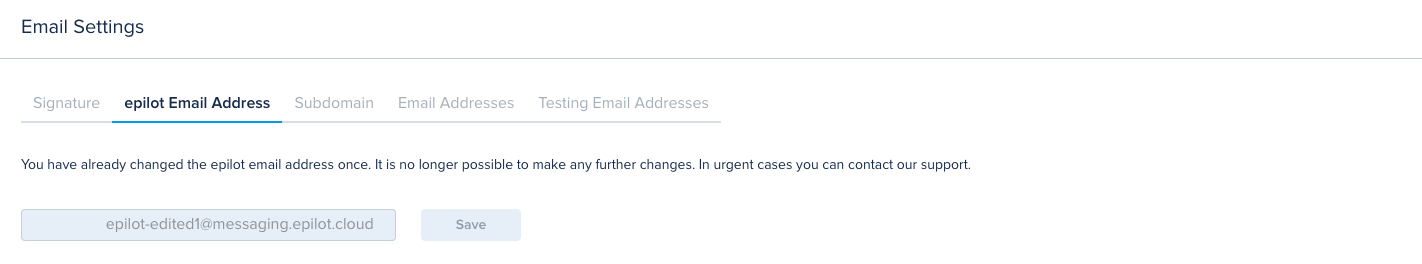 Email Settings
Signature epilot Email Address Subdomain Email Addresses Testing Email Addresses
You have already changed the epilot email address once. It is no longer possible to make any further changes. In urgent cases you can contact our support.
epilot-edited1@messaging.epilot.cloud Save